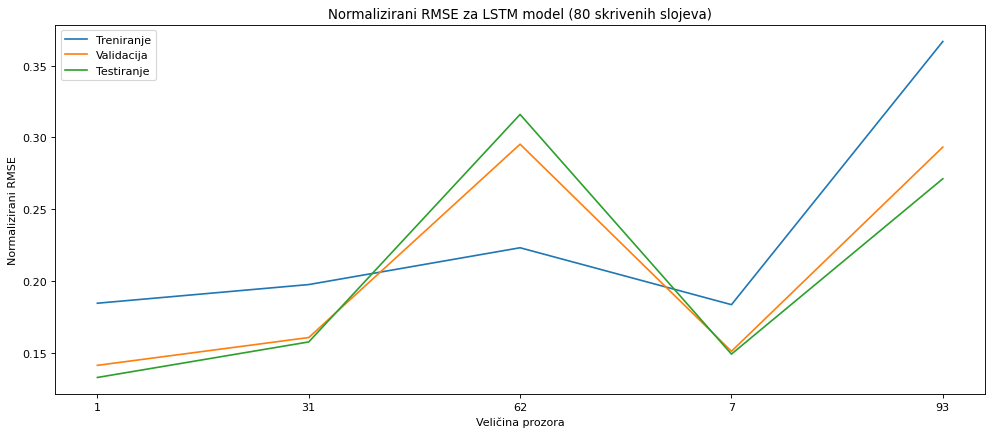 Normalizirani RMSE za LSTM model (80 skrivenih slojeva)
Treniranje
Validacija
Testiranje
Normalizirani RMSE
0.35
0.30
0.25
0.20
0.15
1 31 62 7 93
Veličina prozora